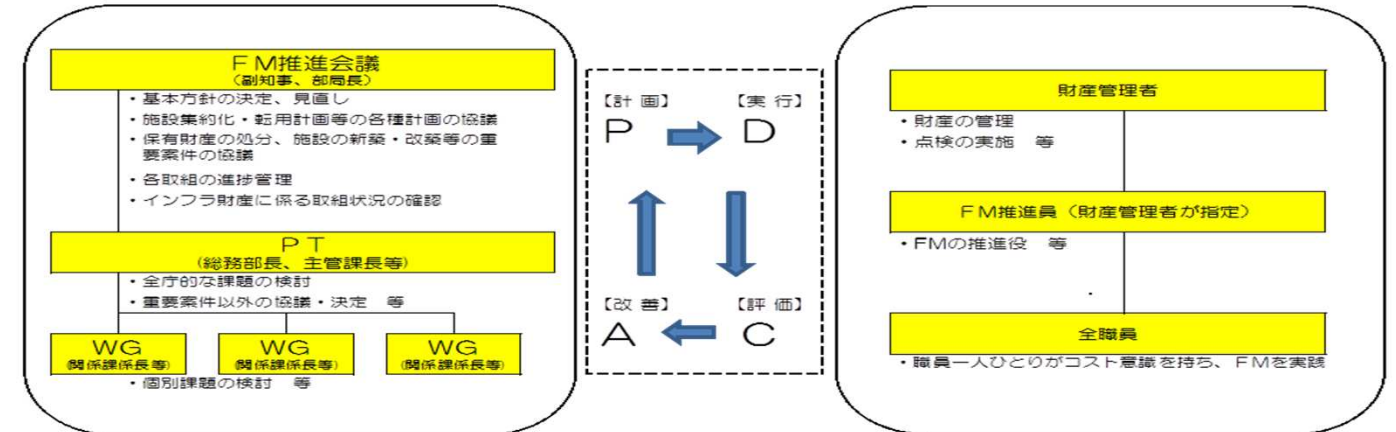 FM推進会議
(副知事、部局長)
・基本方針の決定、見直し
・施設集約化・転用計画等の各種計画の協議
・保有財産の処分、施設の新築・改築等の重
要案件の協議
・各取組の進捗管理
・インフラ財産に係る取組状況の確認
PT
(総務部長、主管課長等)
・全庁的な課題の検討
・重要案件以外の協議・決定　等
WG
(関係課係長等)
WG
(関係課係長等)
WG
(関係課係長等)
・個別課題の検討　等
【計 画】
P
【実 行】
D
【改 善】
A
【評 価】
C
財産管理者
・財産の管理
・点検の実施　等
FM推進員（財産管理者が指定）
・FMの推進役　等
全職員
・職員一人ひとりがコスト意識を持ち、FMを実践